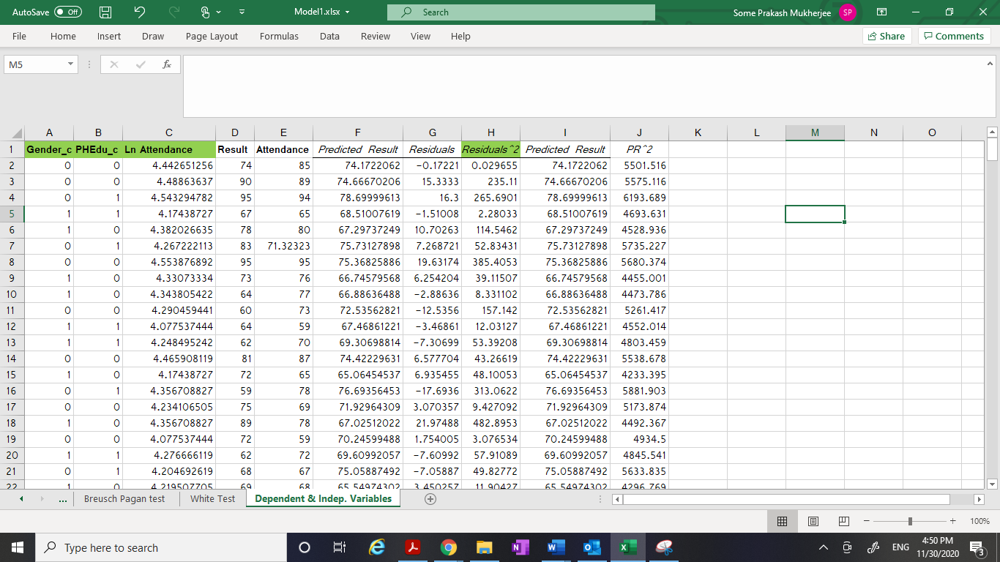 AutoSave Off Model1.xlsx Search Some Prakash Mukherjee SP
File Home Insert Draw Page Layout Formulas Data Review View Help Share Comments
M5 fx
A B C D E F G H I J K L M N O
1 Gender_c PHEdu_c Ln Attendance Result Attendance Predicted Result Residuals Residuals^2 Predicted Result PR^2
2 0 0 4.442651256 74 85 74.1722062 -0.17221 0.029655 74.1722062 5501.516
3 0 0 4.48863637 90 89 74.66670206 15.3333 235.11 74.66670206 5575.116
4 0 1 4.543294782 95 94 78.69999613 16.3 265.6901 78.69999613 6193.689
5 1 1 4.17438727 67 65 68.51007619 -1.51008 2.28033 68.51007619 4693.631
6 1 0 4.382026635 78 80 67.29737249 10.70263 114.5462 67.29737249 4528.936
7 0 1 4.267222113 83 71.32323 75.73127898 7.268721 52.83431 75.73127898 5735.227
8 0 0 4.553876892 95 95 75.36825886 19.63174 385.4053 75.36825886 5680.374
9 1 0 4.33073334 73 76 66.74579568 6.254204 39.11507 66.74579568 4455.001
10 1 0 4.343805422 64 77 66.88636488 -2.88636 8.331102 66.88636488 4473.786
11 0 0 4.290459441 60 73 72.53562821 -12.5356 157.142 72.53562821 5261.417
12 1 1 4.077537444 64 59 67.46861221 -3.46861 12.03127 67.46861221 4552.014
13 1 1 4.248495242 62 70 69.30698814 -7.30699 53.39208 69.30698814 4803.459
14 0 0 4.465908119 81 87 74.42229631 6.577704 43.26619 74.42229631 5538.678
15 1 0 4.17438727 72 65 65.06454537 6.935455 48.10053 65.06454537 4233.395
16 0 1 4.356708827 59 78 76.69356453 -17.6936 313.0622 76.69356453 5881.903
17 0 0 4.234106505 75 69 71.92964309 3.070357 9.427092 71.92964309 5173.874
18 1 0 4.356708827 89 78 67.02512022 21.97488 482.8953 67.02512022 4492.367
19 0 0 4.077537444 72 59 70.24599488 1.754005 3.076534 70.24599488 4934.5
20 1 1 4.276666119 62 72 69.60992057 -7.60992 57.91089 69.60992057 4845.541
21 0 1 4.204692619 68 67 75.05887492 -7.05887 49.82772 75.05887492 5633.835
22 1 0 4.219507705 69 68 65.54974302 3.450257 11.90427 65.54974302 4296.769
... Breusch Pagan test White Test Dependent & Indep. Variables
100%
Type here to search ENG 4:50 PM
11/30/2020 3